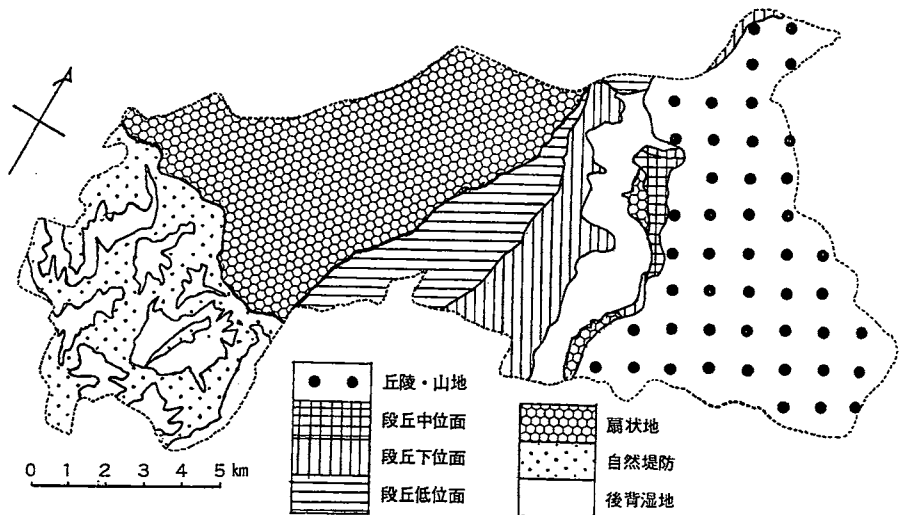 丘陵・山地
段丘中位面
段丘下位面
段丘低位面
扇状地
自然堤防
後背湿地
0 1 2 3 4 5 km